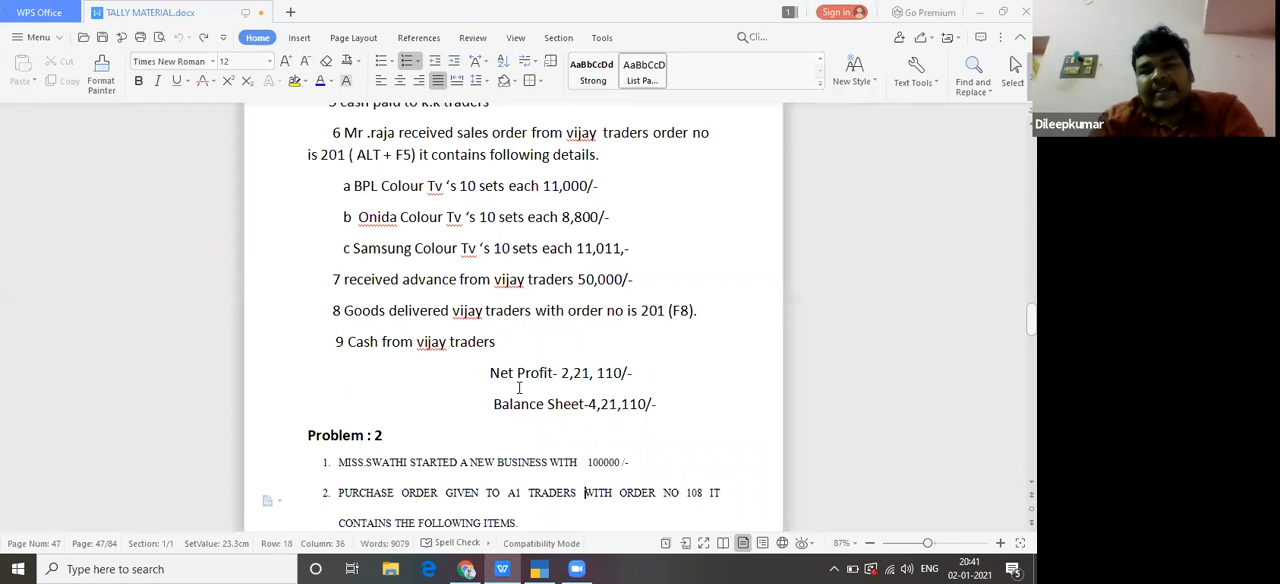 WPS Office
TALLY MATERIAL.docx
1
Sign in
Go Premium
Menu
Home
Insert
Page Layout
References
Review
View
Section
Tools
Cli...
Paste
Cut
Copy
Format
Painter
Times New Roman
12
AaBbCcDd
Strong
AaBbCcD
List Pa...
New Style
Text Tools
Find and
Replace
Select
Dileepkumar
5 cash paid to k.k traders
6 Mr .raja received sales order from vijay traders order no
is 201 ( ALT + F5) it contains following details.
a BPL Colour Tv ‘s 10 sets each 11,000/-
b Onida Colour Tv ‘s 10 sets each 8,800/-
c Samsung Colour Tv ‘s 10 sets each 11,011,-
7 received advance from vijay traders 50,000/-
8 Goods delivered vijay traders with order no is 201 (F8).
9 Cash from vijay traders
Net Profit- 2,21, 110/-
Balance Sheet-4,21,110/-
Problem : 2
1. MISS.SWATHI STARTED A NEW BUSINESS WITH 100000 /-
2. PURCHASE ORDER GIVEN TO A1 TRADERS WITH ORDER NO 108 IT
CONTAINS THE FOLLOWING ITEMS.
Page Num: 47
Page: 47/84
Section: 1/1
SetValue: 23.3cm
Row: 18
Column: 36
Words: 9079
Spell Check
Compatibility Mode
87%
Type here to search
ENG
20:41
02-01-2021
5